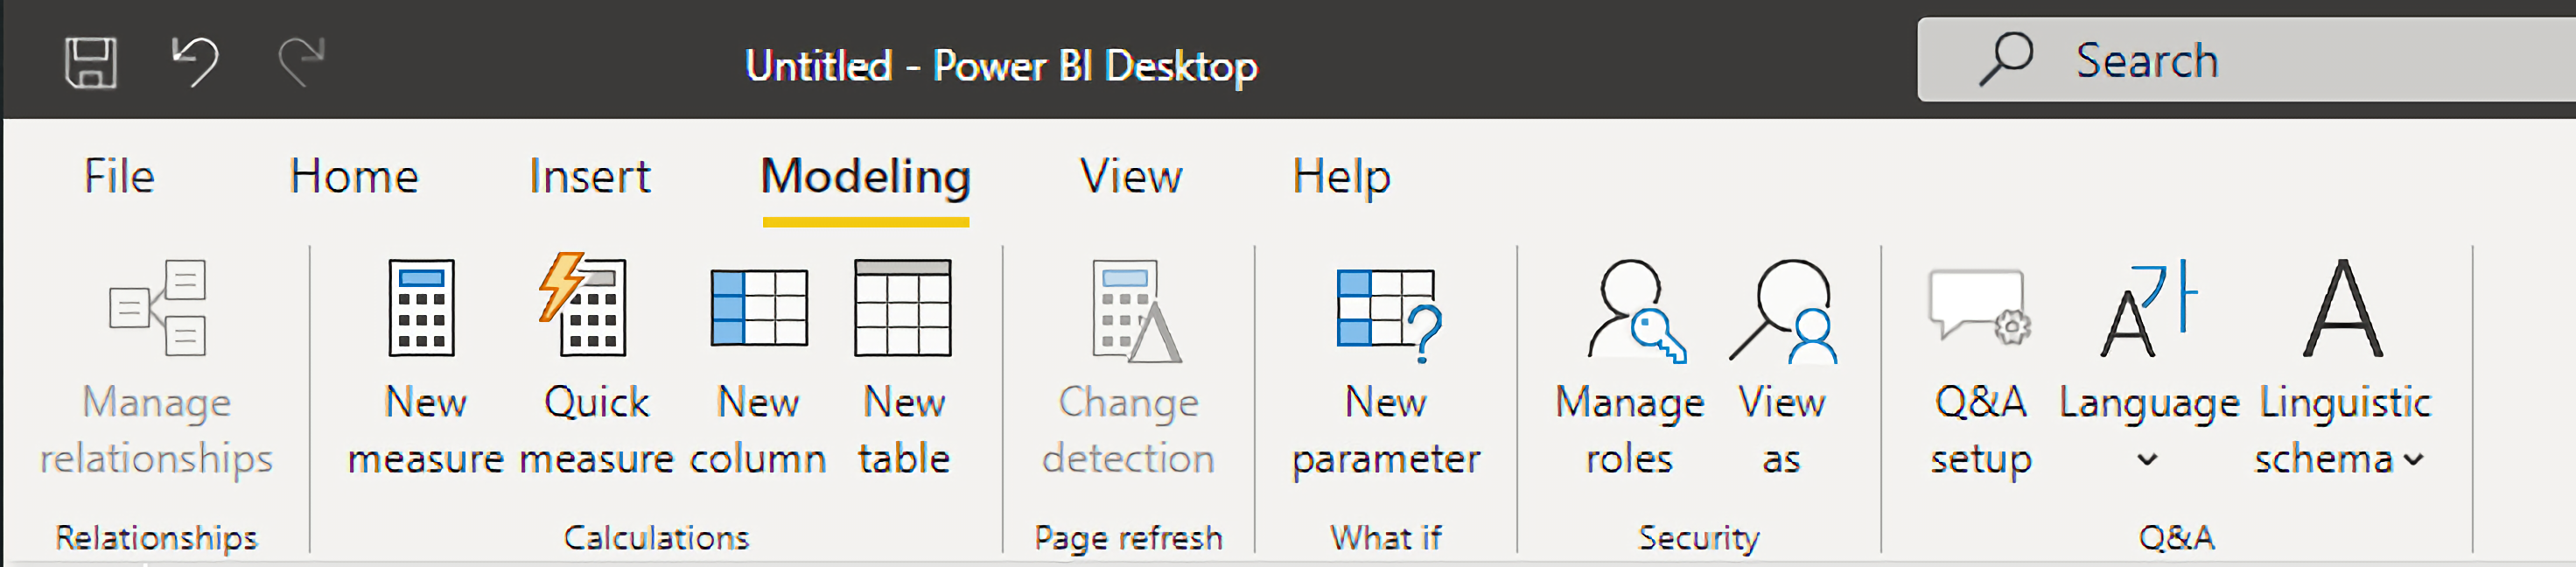 Untitled - Power BI Desktop
Search
File Home Insert Modeling View Help
Manage relationships
New measure
Quick measure
New column
New table
Change detection
New parameter
Manage roles
View as
Q&A setup
Language
Linguistic schema
Relationships
Calculations
Page refresh
What if
Security
Q&A